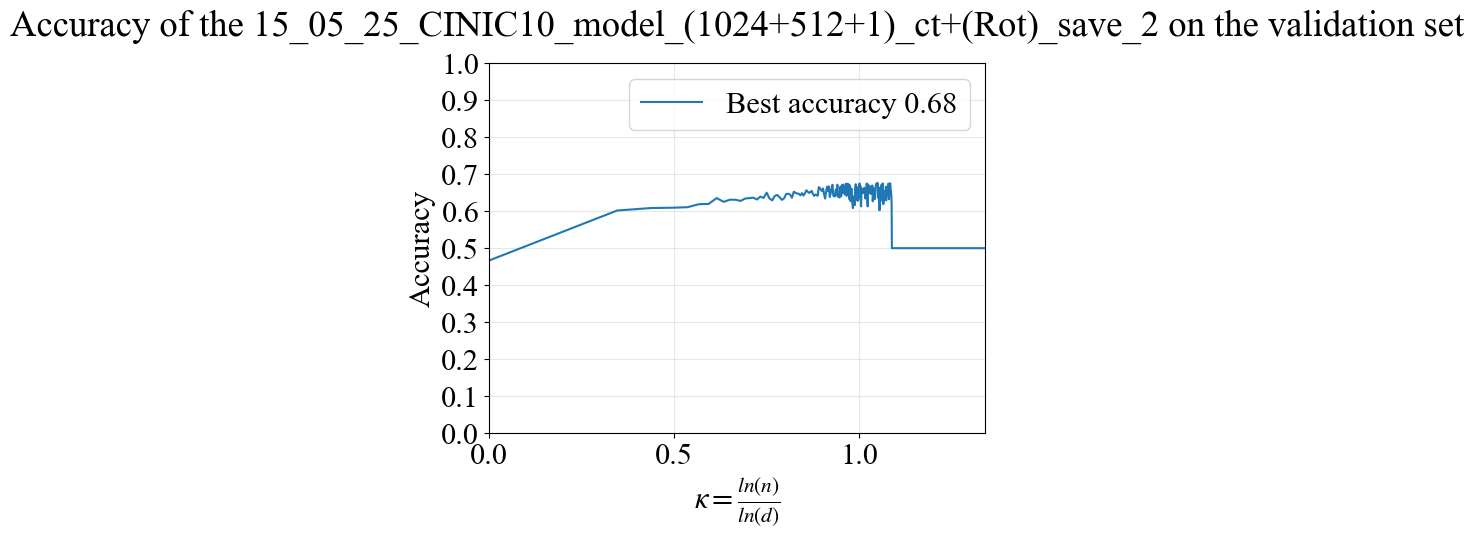 Accuracy of the 15_05_25_CINIC10_model_(1024+512+1)_ct+(Rot)_save_2 on the validation set
Best accuracy 0.68
1.0
0.9
0.8
0.7
0.6
0.5
0.4
0.3
0.2
0.1
0.0
Accuracy
0.0 0.5 1.0
κ = ln(n)/ln(d)